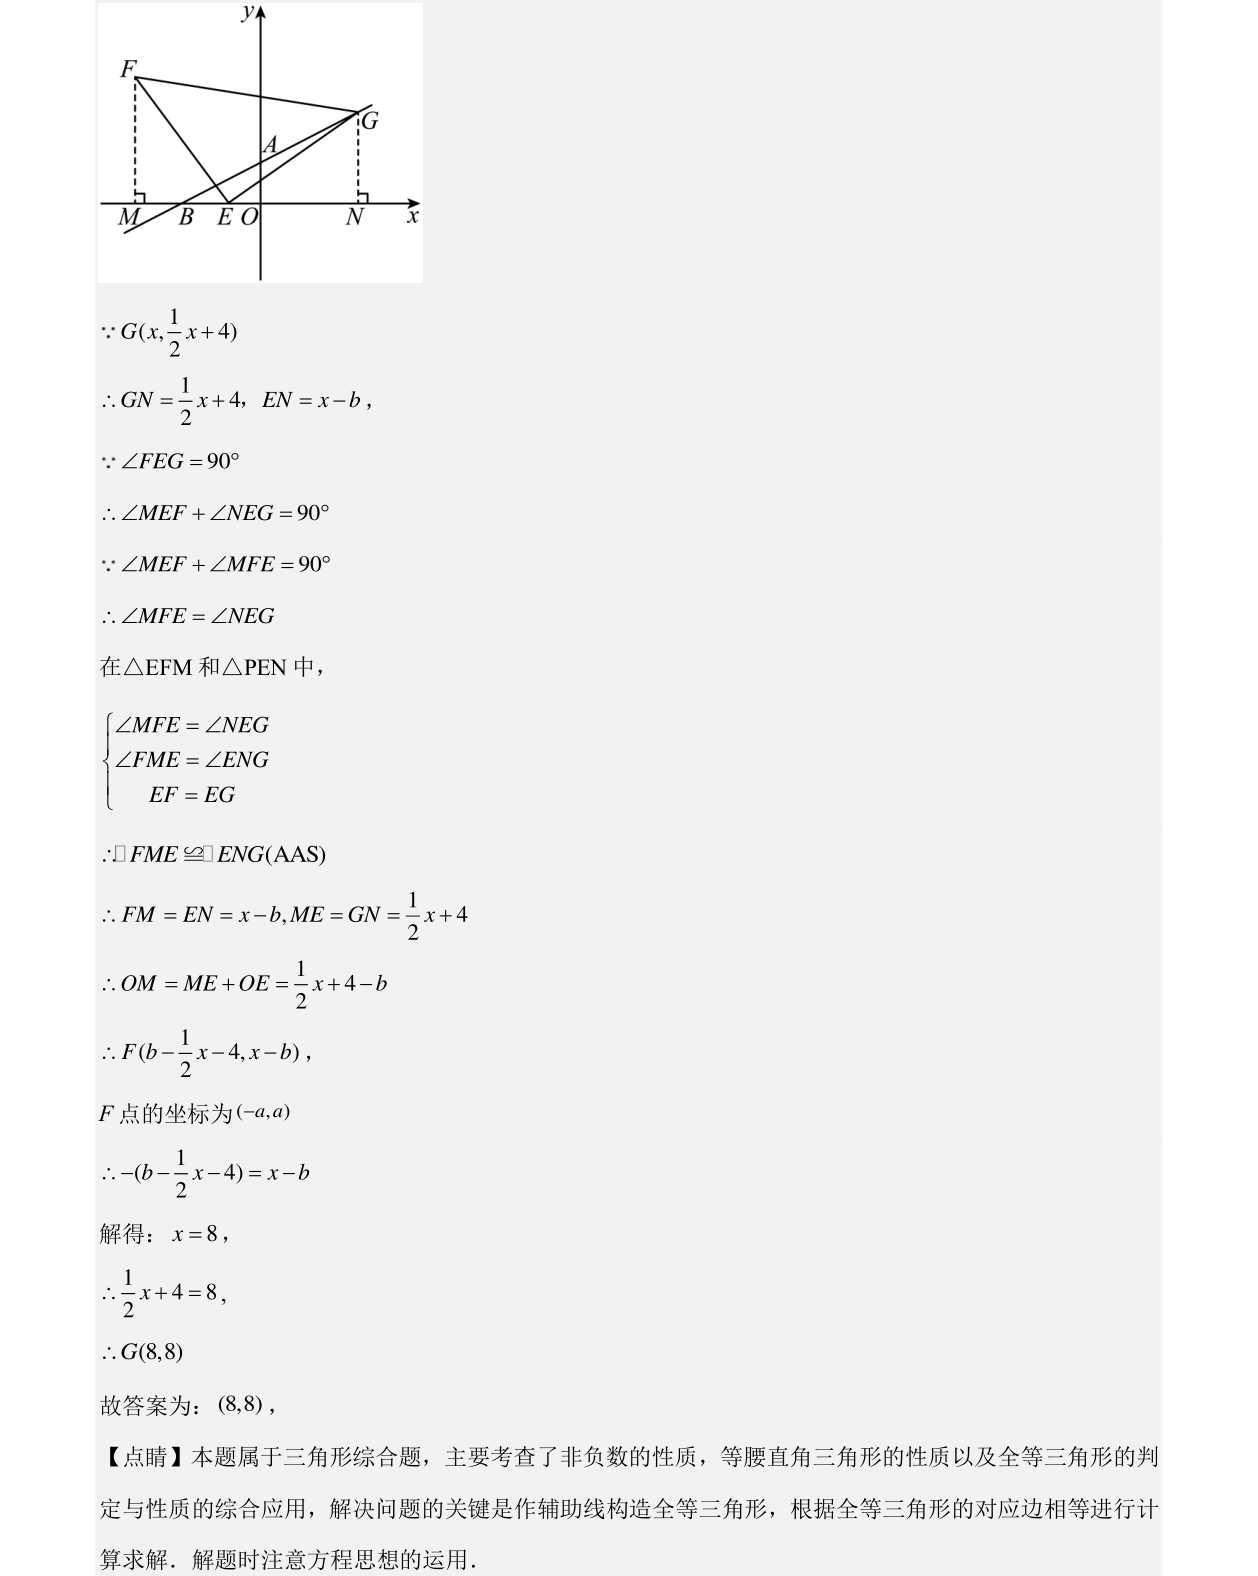 y
F
G
A
M B E O N x
∵G(x,1/2x+4)
∴GN=1/2x+4，EN=x−b，
∵∠FEG=90°
∴∠MEF+∠NEG=90°
∵∠MEF+∠MFE=90°
∴∠MFE=∠NEG
在△EFM 和△PEN 中，
∠MFE=∠NEG
∠FME=∠ENG
EF=EG
∴□FME≌□ENG(AAS)
∴FM=EN=x−b,ME=GN=1/2x+4
∴OM=ME+OE=1/2x+4−b
∴F(b−1/2x−4,x−b)，
F 点的坐标为(−a,a)
∴−(b−1/2x−4)=x−b
解得：x=8，
∴1/2x+4=8,
∴G(8,8)
故答案为：(8,8)，
【点睛】本题属于三角形综合题，主要考查了非负数的性质，等腰直角三角形的性质以及全等三角形的判
定与性质的综合应用，解决问题的关键是作辅助线构造全等三角形，根据全等三角形的对应边相等进行计
算求解．解题时注意方程思想的运用．